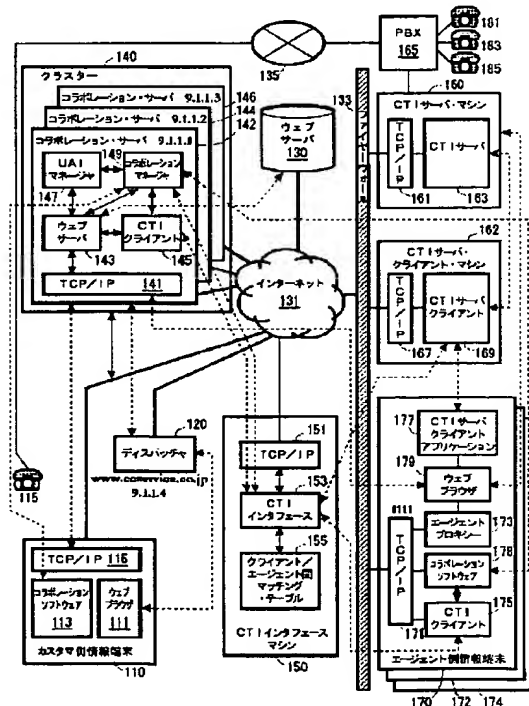 140
クラスター
コラボレーション・サーバ 9.1.1.3
146
コラボレーション・サーバ 9.1.1.2
144
コラボレーション・サーバ 9.1.1.1
142
149
UAI
マネージャ
147
コラボレーション
マネージャ
ウェブ
サーバ
143
CTI
クライアント
145
TCP/IP 141
135
PBX
165
181
183
185
133
ファイヤーウォール
ウェブ
サーバ
130
160
CTIサーバ・マシン
TCP/IP
CTIサーバ
161
163
162
CTIサーバ・
クライアント・マシン
TCP/IP
CTIサーバ
クライアント
167
169
インターネット
131
120
ディスパッチャ
9.1.1.4
115
151
TCP/IP
153
CTI
インタフェース
155
クライアント/
エージェント間
マッチング・
テーブル
CTIインタフェース
マシン
150
TCP/IP 116
コラボレーション
ソフトウェア
113
ウェブ
ブラウザ
111
カスタマ側情報端末
110
177
CTIサーバ
クライアント
アプリケーション
179
ウェブ
ブラウザ
エージェント
プロキシー
173
TCP/IP
コラボレーション
ソフトウェア
178
CTI
クライアント
175
171
エージェント側情報端末
170 172 174